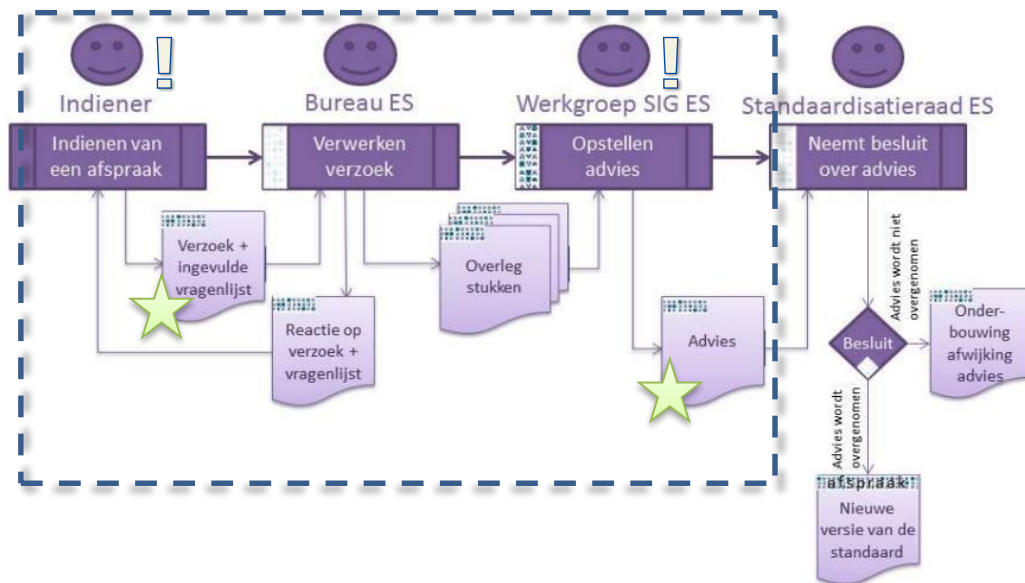 !
!
Indiener
Bureau ES
Werkgroep SIG ES
Standaardisatieraad ES
Indienen van
een afspraak
Verwerken
verzoek
Opstellen
advies
Neemt besluit
over advies
Verzoek +
ingevulde
vragenlijst
Overleg
stukken
Reactie op
verzoek +
vragenlijst
Advies
Advies wordt niet
overgenomen
Besluit
Onder-
bouwing
afwijking
advies
Advies wordt
overgenomen
afspraak
Nieuwe
versie van de
standaard